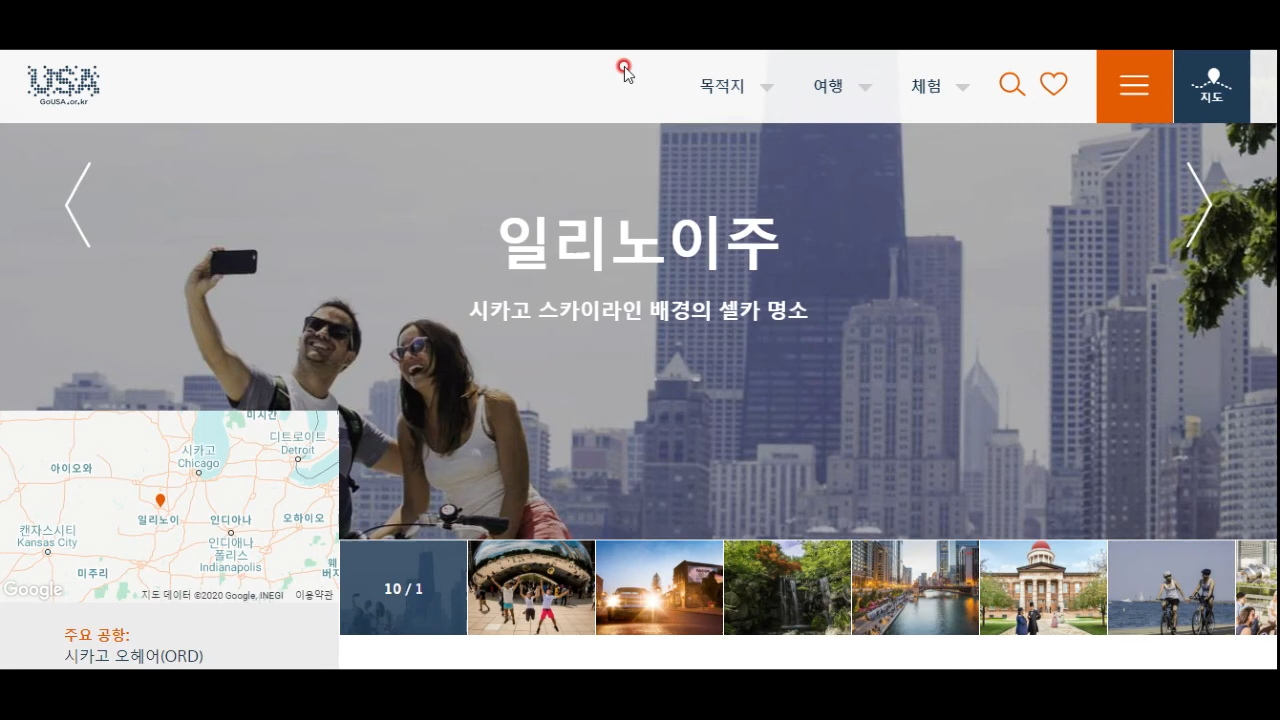 USA
GoUSA.or.kr
목적지
여행
체험
지도
일리노이주
시카고 스카이라인 배경의 셀카 명소
미시간
시카고
Chicago
디트로이트
Detroit
아이오와
일리노이
인디아나
오하이오
캔자스시티
Kansas City
인디애나
폴리스
Indianapolis
미주리
웨
버지
Google
지도 데이터 ©2020 Google, INEGI 이용약관
10 / 1
주요 공항:
시카고 오헤어(ORD)